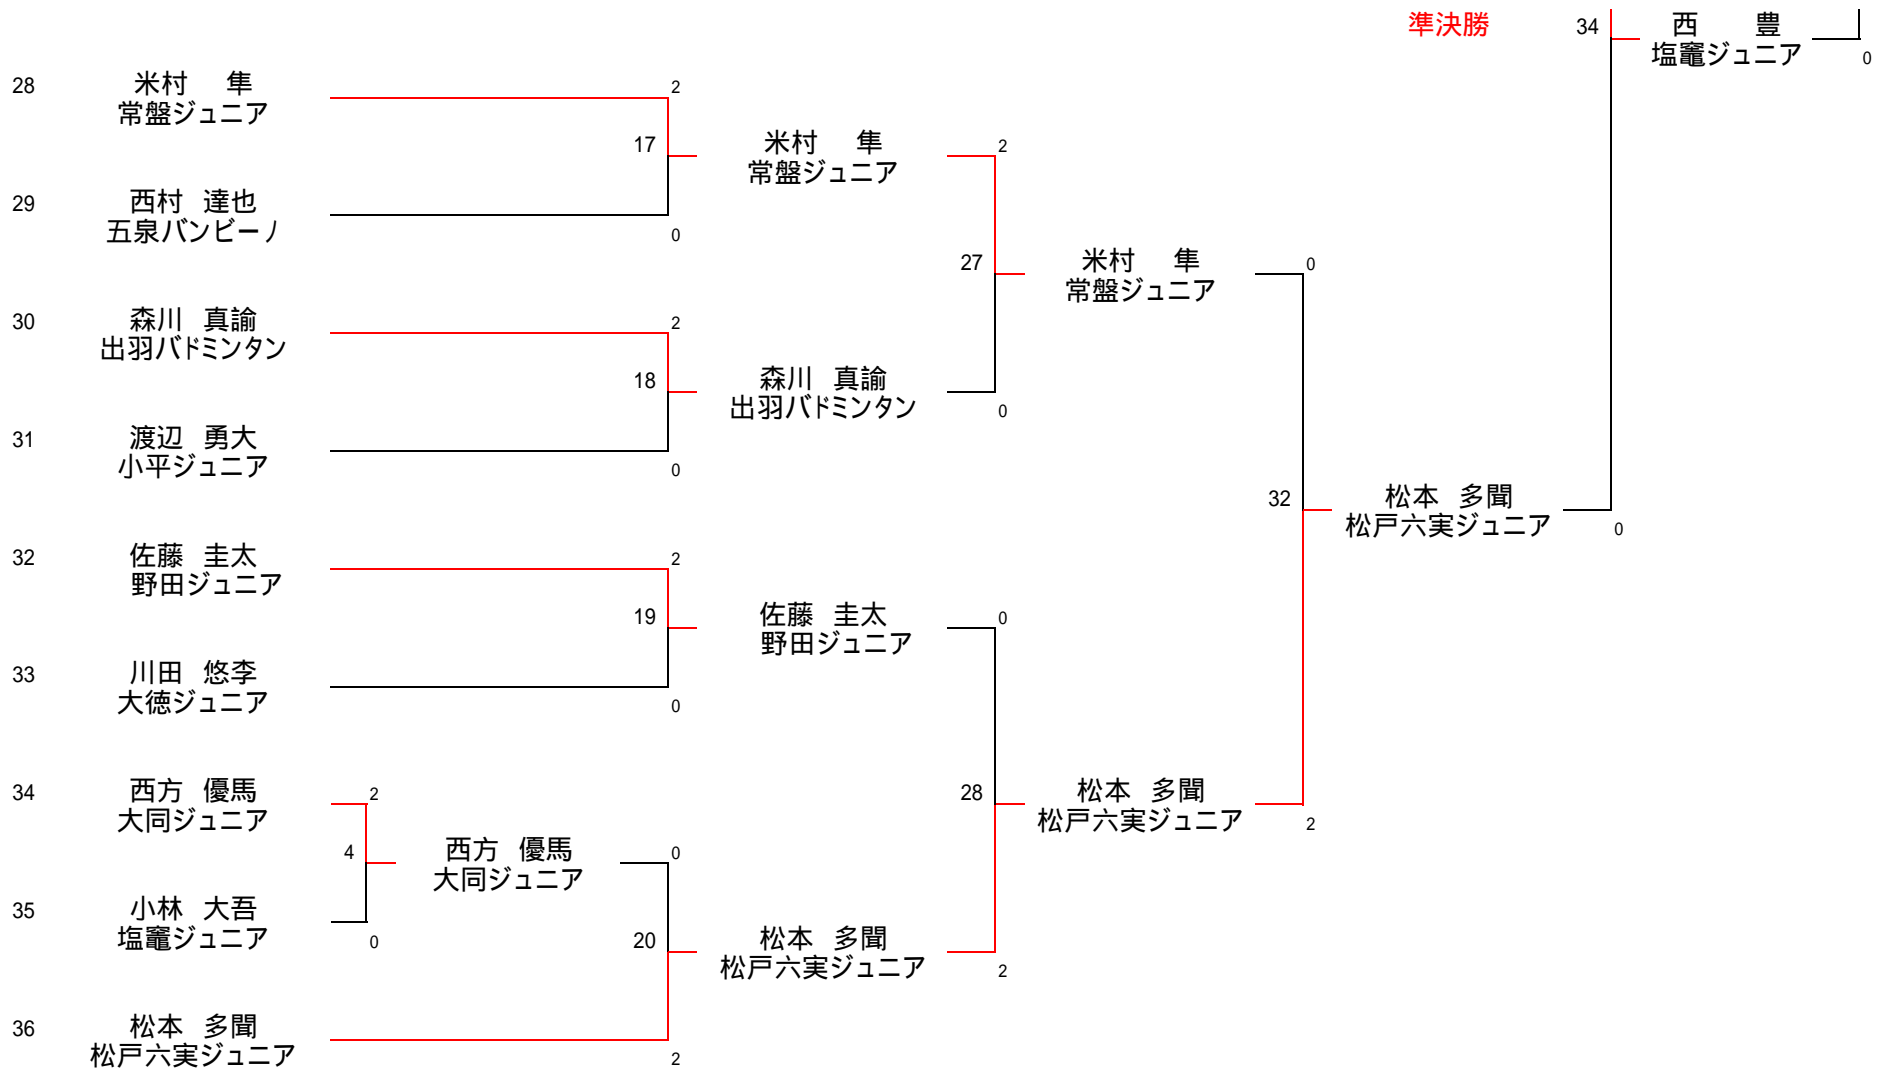 準決勝
34
西 豊
塩竈ジュニア
0
28
米村 隼
常盤ジュニア
2
17
米村 隼
常盤ジュニア
2
29
西村 達也
五泉バンビーノ
0
27
米村 隼
常盤ジュニア
0
30
森川 真諭
出羽バドミンタン
2
18
森川 真諭
出羽バドミンタン
0
31
渡辺 勇大
小平ジュニア
0
32
松本 多聞
松戸六実ジュニア
0
32
佐藤 圭太
野田ジュニア
2
19
佐藤 圭太
野田ジュニア
0
33
川田 悠李
大徳ジュニア
0
28
松本 多聞
松戸六実ジュニア
2
34
西方 優馬
大同ジュニア
2
4
西方 優馬
大同ジュニア
0
35
小林 大吾
塩竈ジュニア
0
20
松本 多聞
松戸六実ジュニア
2
36
松本 多聞
松戸六実ジュニア
2